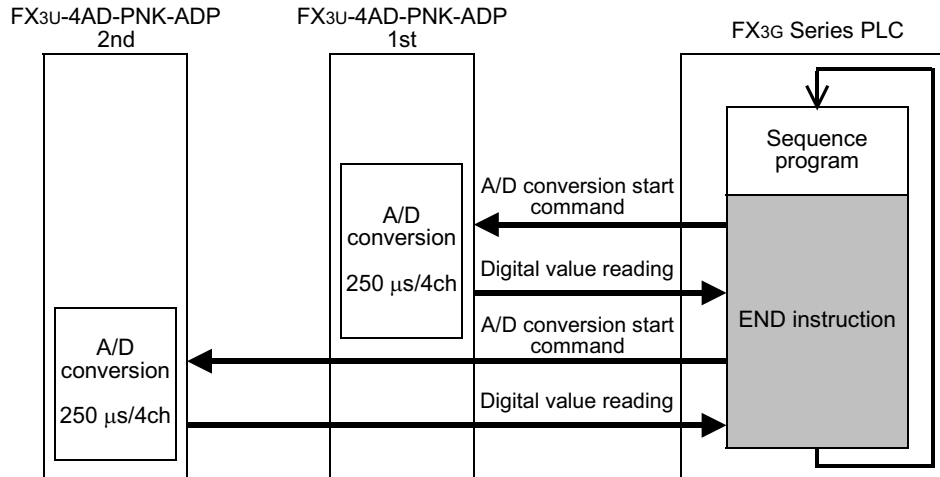 FX3U-4AD-PNK-ADP
2nd
FX3U-4AD-PNK-ADP
1st
FX3G Series PLC
Sequence
program
A/D conversion start
command
A/D
conversion
250 μs/4ch
Digital value reading
END instruction
A/D conversion start
command
A/D
conversion
250 μs/4ch
Digital value reading